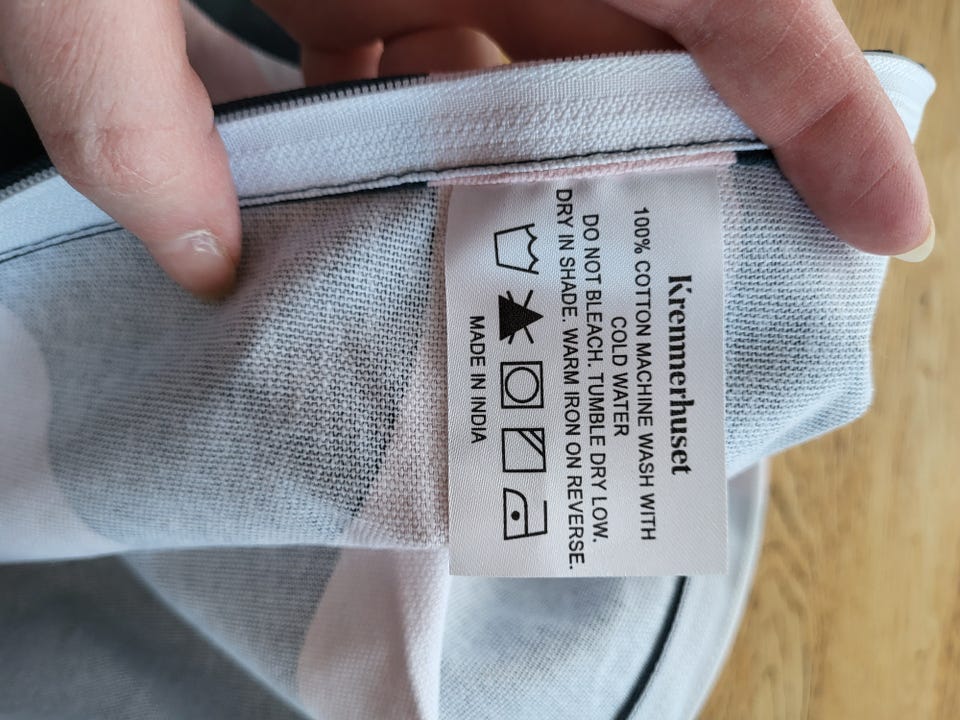 Kremmerhuset
100% COTTON MACHINE WASH WITH
COLD WATER
DO NOT BLEACH. TUMBLE DRY LOW.
DRY IN SHADE. WARM IRON ON REVERSE.
MADE IN INDIA